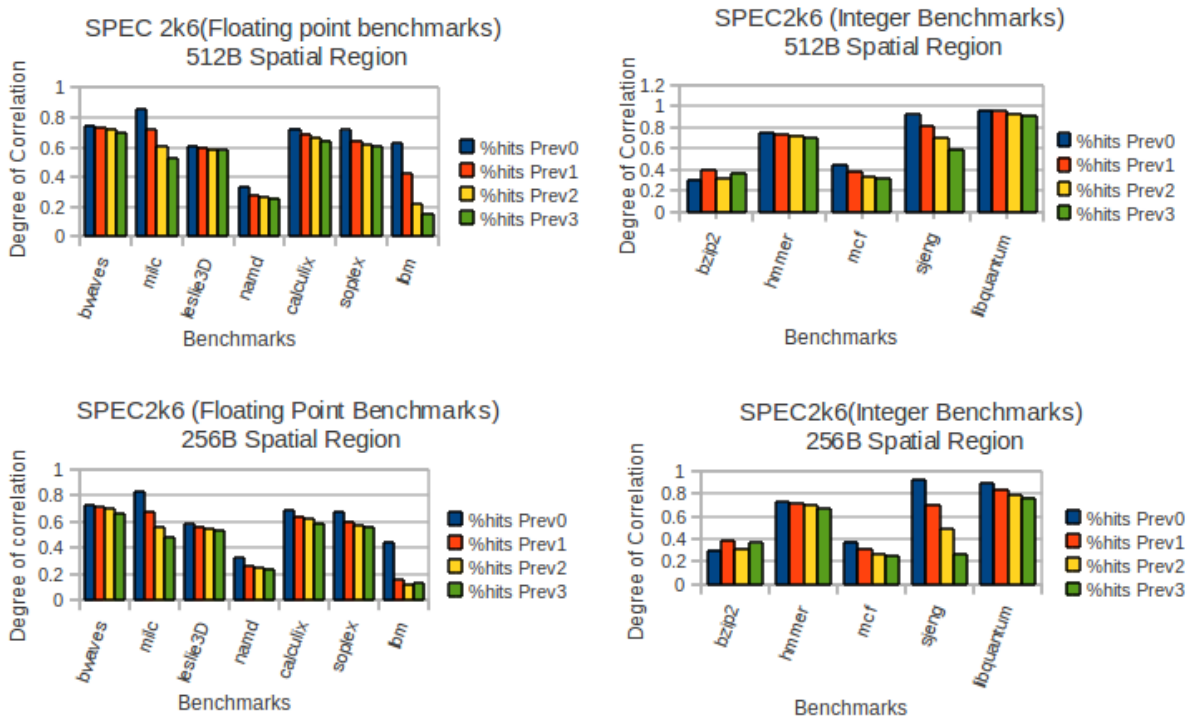 SPEC 2k6(Floating point benchmarks)
512B Spatial Region
Degree of Correlation
1
0.8
0.6
0.4
0.2
0
bwaves
milc
leslie3D
namd
calculix
soplex
lbm
Benchmarks
%hits Prev0
%hits Prev1
%hits Prev2
%hits Prev3
SPEC2k6 (Integer Benchmarks)
512B Spatial Region
Degree of Correlation
1.2
1
0.8
0.6
0.4
0.2
0
bzip2
hmmer
mcf
sjeng
libquantum
Benchmarks
%hits Prev0
%hits Prev1
%hits Prev2
%hits Prev3
SPEC2k6 (Floating Point Benchmarks)
256B Spatial Region
Degree of correlation
1
0.8
0.6
0.4
0.2
0
bwaves
milc
leslie3D
namd
calculix
soplex
lbm
Benchmarks
%hits Prev0
%hits Prev1
%hits Prev2
%hits Prev3
SPEC2k6(Integer Benchmarks)
256B Spatial Region
Degree of Correlation
1
0.8
0.6
0.4
0.2
0
bzip2
hmmer
mcf
sjeng
libquantum
Benchmarks
%hits Prev0
%hits Prev1
%hits Prev2
%hits Prev3